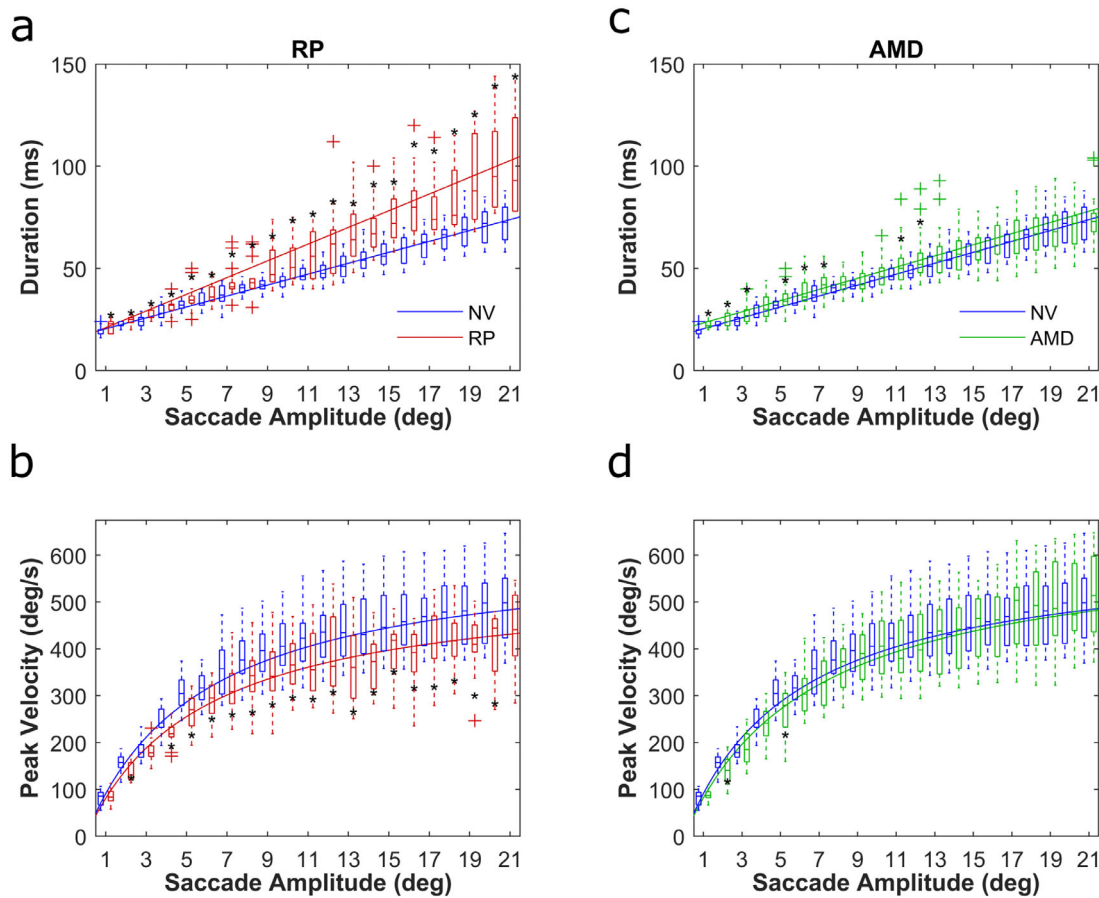 a
RP
Duration (ms)
150
100
50
0
NV
RP
1 3 5 7 9 11 13 15 17 19 21
Saccade Amplitude (deg)
c
AMD
Duration (ms)
150
100
50
0
NV
AMD
1 3 5 7 9 11 13 15 17 19 21
Saccade Amplitude (deg)
b
Peak Velocity (deg/s)
600
500
400
300
200
100
0
1 3 5 7 9 11 13 15 17 19 21
Saccade Amplitude (deg)
d
Peak Velocity (deg/s)
600
500
400
300
200
100
0
1 3 5 7 9 11 13 15 17 19 21
Saccade Amplitude (deg)